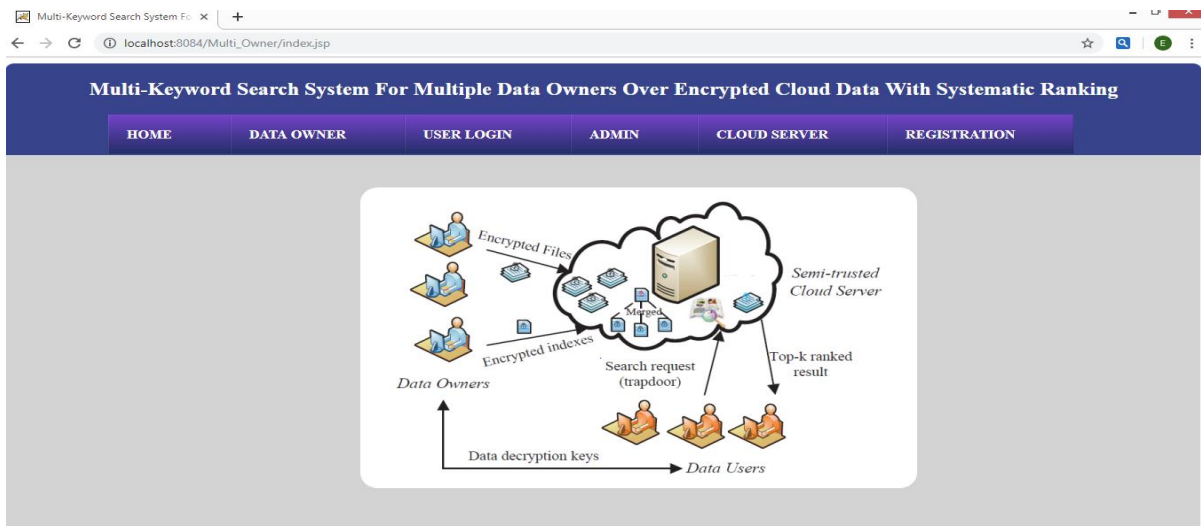 Multi-Keyword Search System Fo
localhost:8084/Multi_Owner/index.jsp
E
Multi-Keyword Search System For Multiple Data Owners Over Encrypted Cloud Data With Systematic Ranking
HOME DATA OWNER USER LOGIN ADMIN CLOUD SERVER REGISTRATION
Encrypted Files
Semi-trusted
Cloud Server
Merged
Encrypted indexes
Data Owners
Search request
(trapdoor)
Top-k ranked
result
Data decryption keys
Data Users